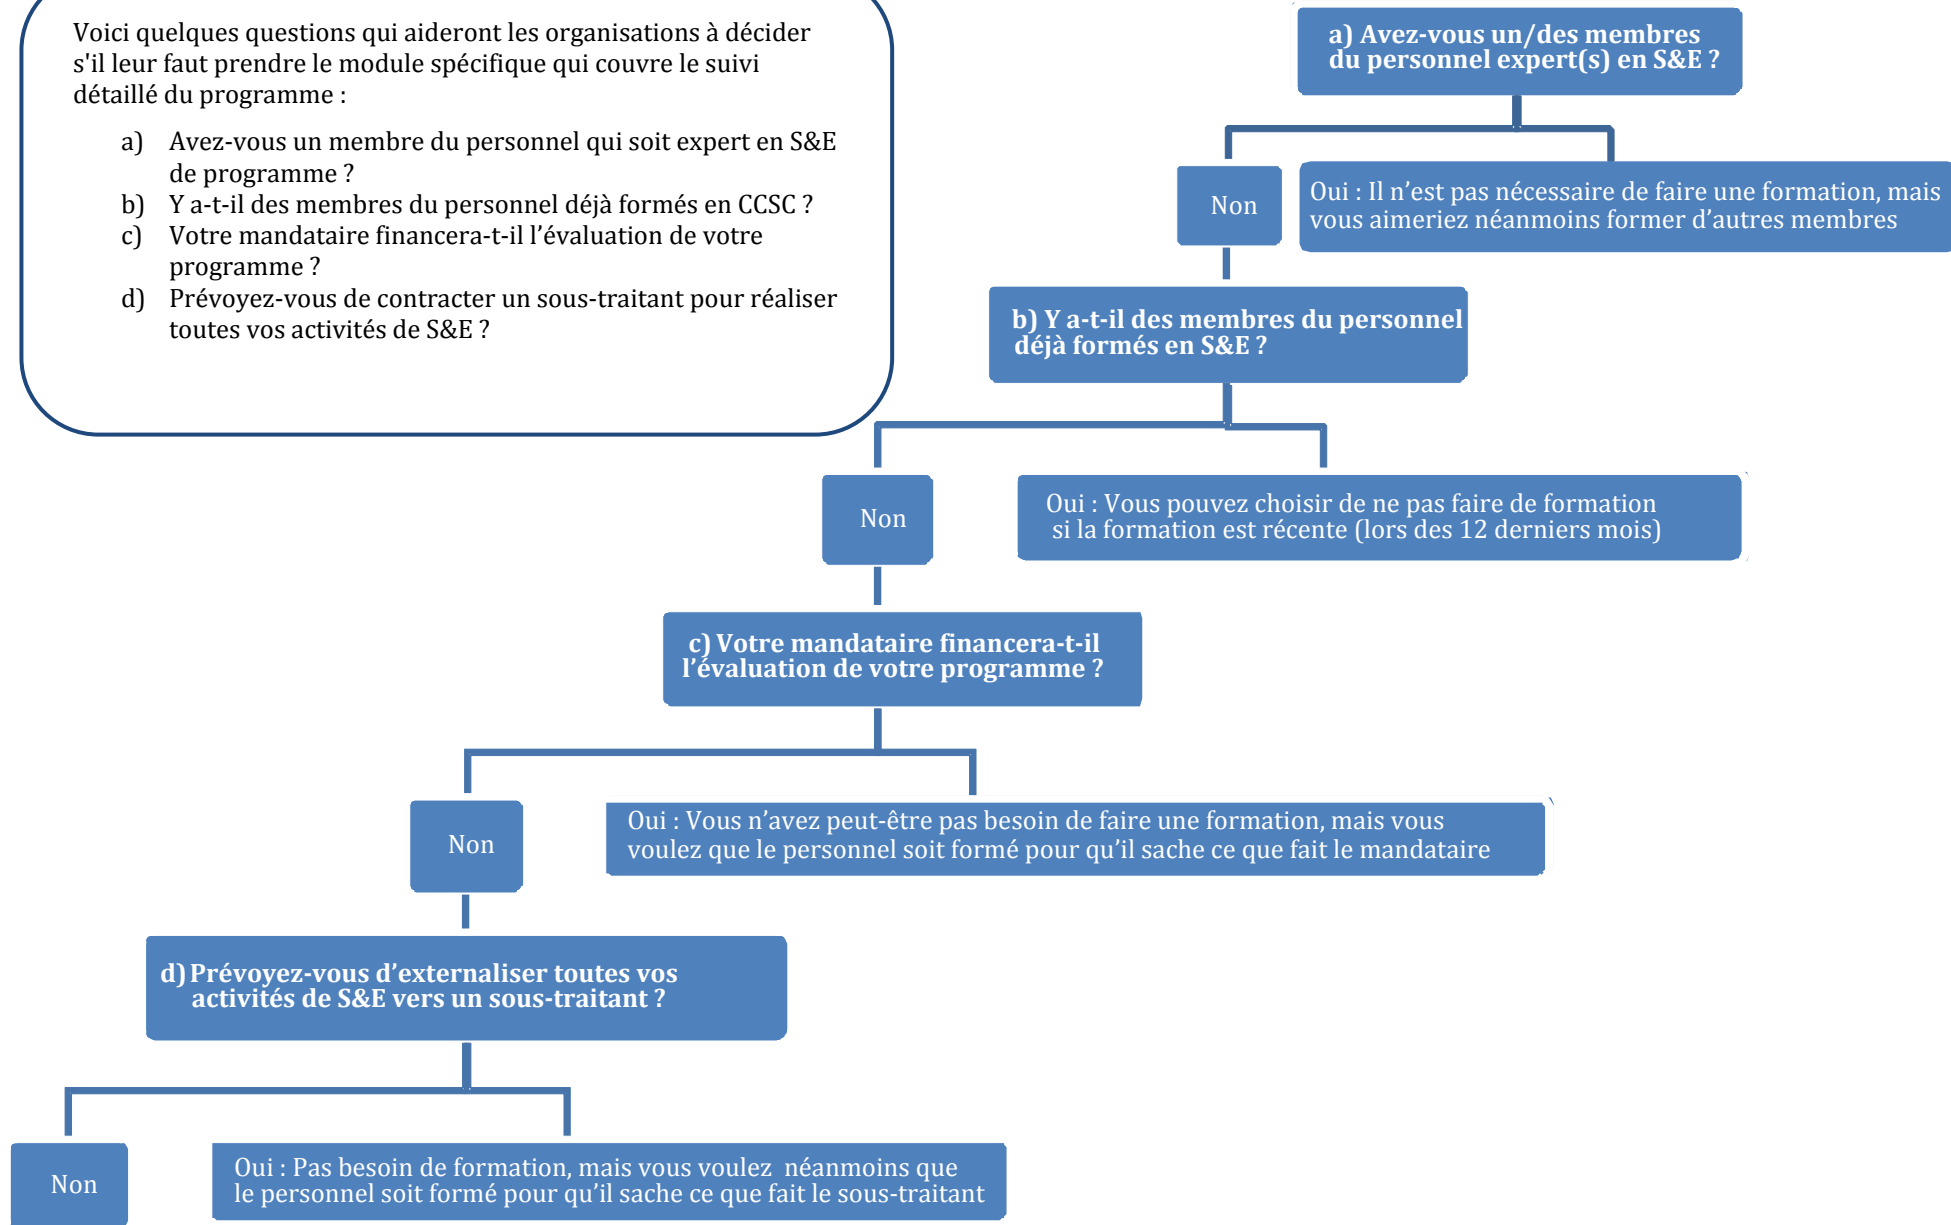 Voici quelques questions qui aideront les organisations à décider
s'il leur faut prendre le module spécifique qui couvre le suivi
détaillé du programme :
a) Avez-vous un membre du personnel qui soit expert en S&E
de programme ?
b) Y a-t-il des membres du personnel déjà formés en CCSC ?
c) Votre mandataire financera-t-il l’évaluation de votre
programme ?
d) Prévoyez-vous de contracter un sous-traitant pour réaliser
toutes vos activités de S&E ?
a) Avez-vous un/des membres
du personnel expert(s) en S&E ?
Non
Oui : Il n’est pas nécessaire de faire une formation, mais
vous aimeriez néanmoins former d’autres membres
b) Y a-t-il des membres du personnel
déjà formés en S&E ?
Non
Oui : Vous pouvez choisir de ne pas faire de formation
si la formation est récente (lors des 12 derniers mois)
c) Votre mandataire financera-t-il
l’évaluation de votre programme ?
Non
Oui : Vous n’avez peut-être pas besoin de faire une formation, mais vous
voulez que le personnel soit formé pour qu’il sache ce que fait le mandataire
d) Prévoyez-vous d’externaliser toutes vos
activités de S&E vers un sous-traitant ?
Non
Oui : Pas besoin de formation, mais vous voulez néanmoins que
le personnel soit formé pour qu’il sache ce que fait le sous-traitant